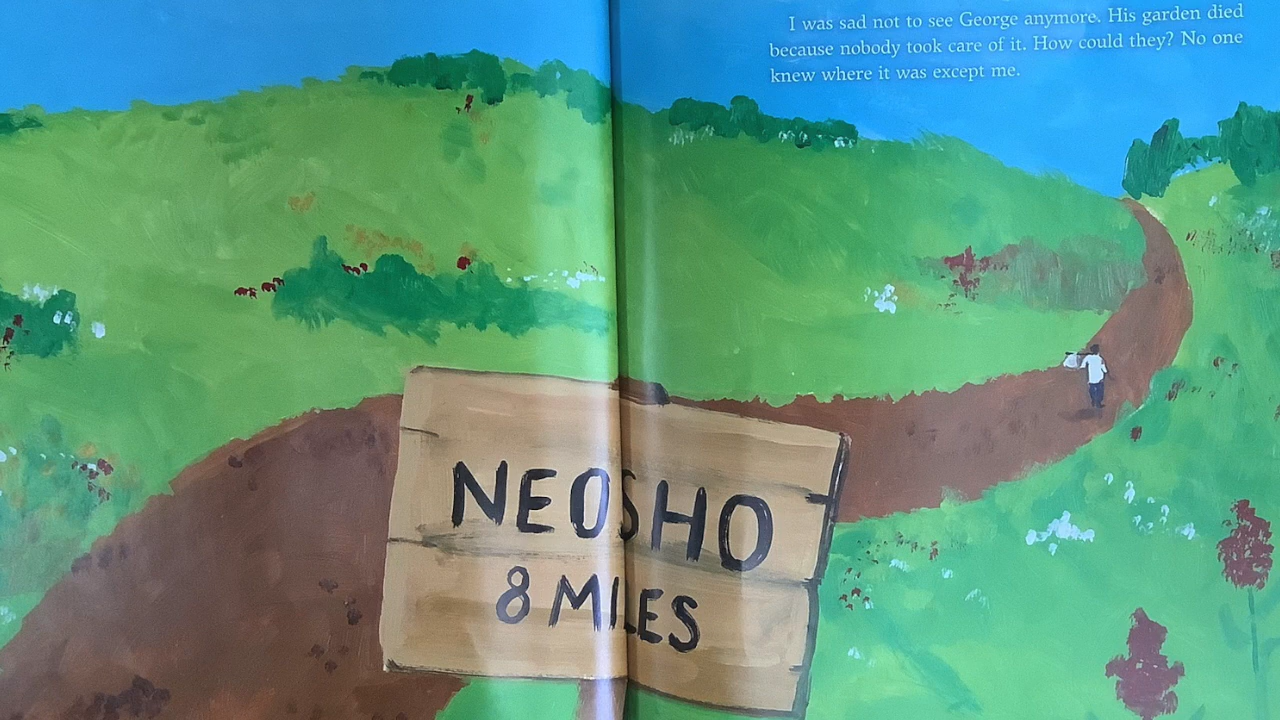 I was sad not to see George anymore. His garden died
because nobody took care of it. How could they? No one
knew where it was except me.
NEOSHO
8 MILES